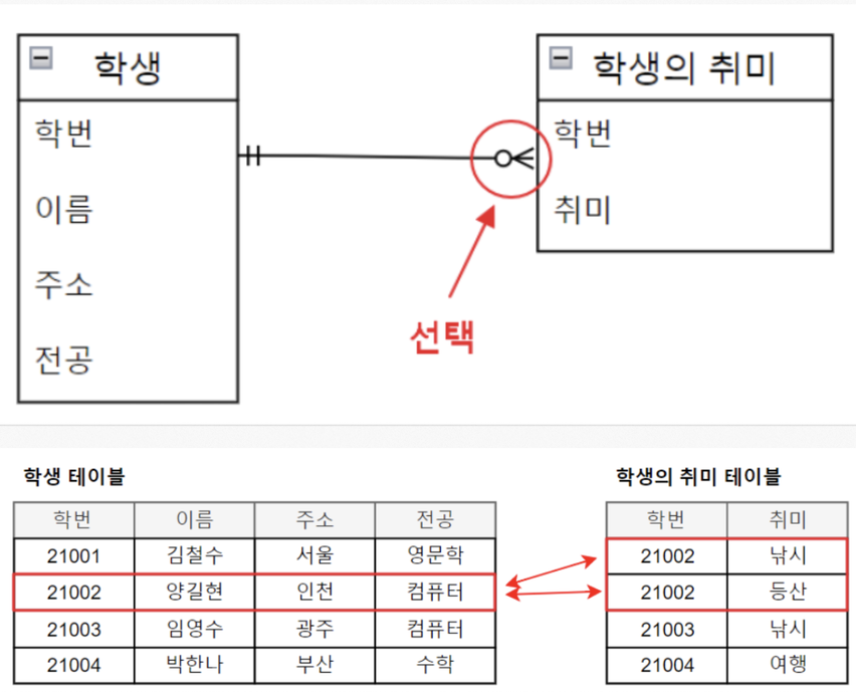 학생
학번
이름
주소
전공
학생의 취미
학번
취미
선택
학생 테이블
학번 이름 주소 전공
21001 김철수 서울 영문학
21002 양길현 인천 컴퓨터
21003 임영수 광주 컴퓨터
21004 박한나 부산 수학
학생의 취미 테이블
학번 취미
21002 낚시
21002 등산
21003 낚시
21004 여행